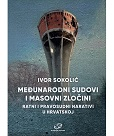 IVOR SOKOLIĆ
MEĐUNARODNI SUDOVI
I MASOVNI ZLOČINI
RATNI I PRAVOSUDNI NARATIVI
U HRVATSKOJ